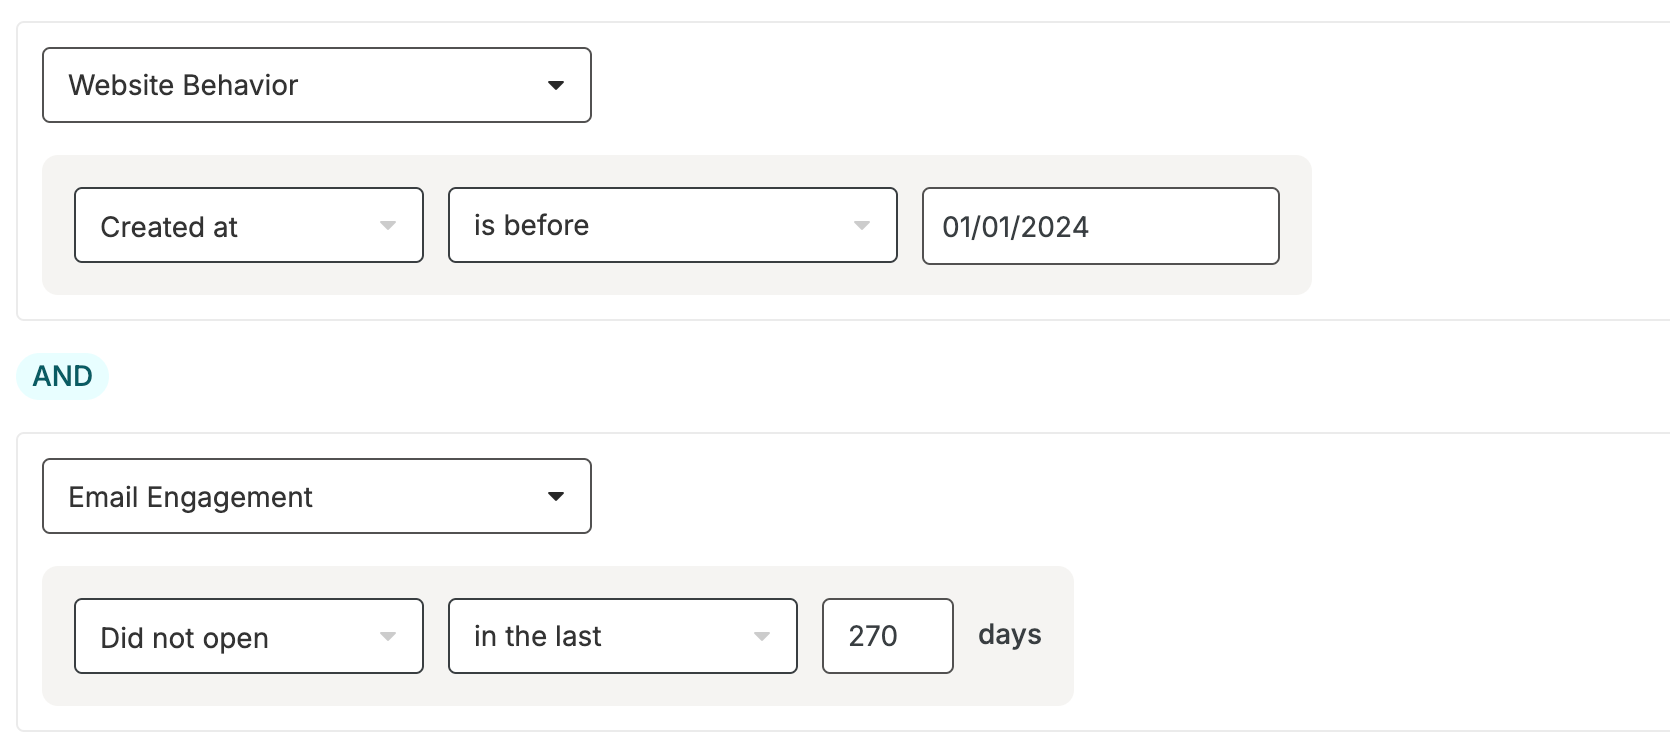 Website Behavior
Created at is before 01/01/2024
AND
Email Engagement
Did not open in the last 270 days